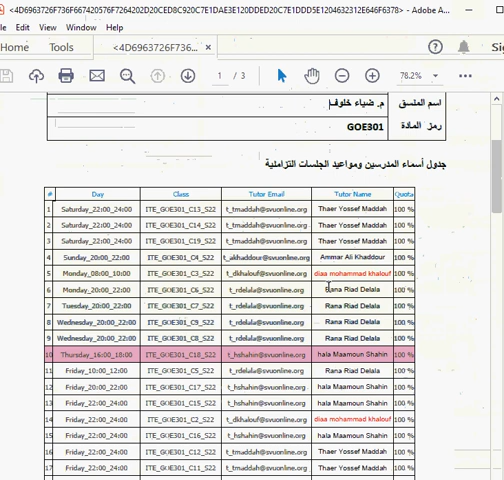 <4D6963726F736F667420576F7264202D20CED8C920C7E1DAE3E120DDED20DC7E1D5E1204632312E646F6378> - Adobe A...
File Edit View Window Help
Home Tools <4D6963726F736... × Sig
1 / 3 78.2%
اسم المنسق م. ضياء خلوف
رمز المادة GOE301
جدول أسماء المدرسين ومواعيد الجلسات التزامنية
# Day Class Tutor Email Tutor Name Quota
1 Saturday_22:00_24:00 ITE_GOE301_C13_S22 t_tmaddah@svuonline.org Thaer Yossef Maddah 100 %
2 Saturday_22:00_24:00 ITE_GOE301_C14_S22 t_tmaddah@svuonline.org Thaer Yossef Maddah 100 %
3 Saturday_22:00_24:00 ITE_GOE301_C19_S22 t_tmaddah@svuonline.org Thaer Yossef Maddah 100 %
4 Sunday_20:00_22:00 ITE_GOE301_C4_S22 t_akhaddour@svuonline.org Ammar Ali Khaddour 100 %
5 Monday_08:00_10:00 ITE_GOE301_C3_S22 t_dkhalouf@svuonline.org diaa mohammad khalouf 100 %
6 Monday_20:00_22:00 ITE_GOE301_C6_S22 t_rdelala@svuonline.org Rana Riad Delala 100 %
7 Tuesday_20:00_22:00 ITE_GOE301_C7_S22 t_rdelala@svuonline.org Rana Riad Delala 100 %
8 Wednesday_20:00_22:00 ITE_GOE301_C9_S22 t_rdelala@svuonline.org Rana Riad Delala 100 %
9 Wednesday_20:00_22:00 ITE_GOE301_C8_S22 t_rdelala@svuonline.org Rana Riad Delala 100 %
10 Thursday_16:00_18:00 ITE_GOE301_C18_S22 t_hshahin@svuonline.org hala Maamoun Shahin 100 %
11 Friday_10:00_12:00 ITE_GOE301_C5_S22 t_rdelala@svuonline.org Rana Riad Delala 100 %
12 Friday_20:00_22:00 ITE_GOE301_C17_S22 t_hshahin@svuonline.org hala Maamoun Shahin 100 %
13 Friday_22:00_24:00 ITE_GOE301_C15_S22 t_hshahin@svuonline.org hala Maamoun Shahin 100 %
14 Friday_22:00_24:00 ITE_GOE301_C2_S22 t_dkhalouf@svuonline.org diaa mohammad khalouf 100 %
15 Friday_22:00_24:00 ITE_GOE301_C16_S22 t_hshahin@svuonline.org hala Maamoun Shahin 100 %
16 Friday_22:00_24:00 ITE_GOE301_C12_S22 t_tmaddah@svuonline.org Thaer Yossef Maddah 100 %
17 Friday_22:00_24:00 ITE_GOE301_C11_S22 t_tmaddah@svuonline.org Thaer Yossef Maddah 100 %